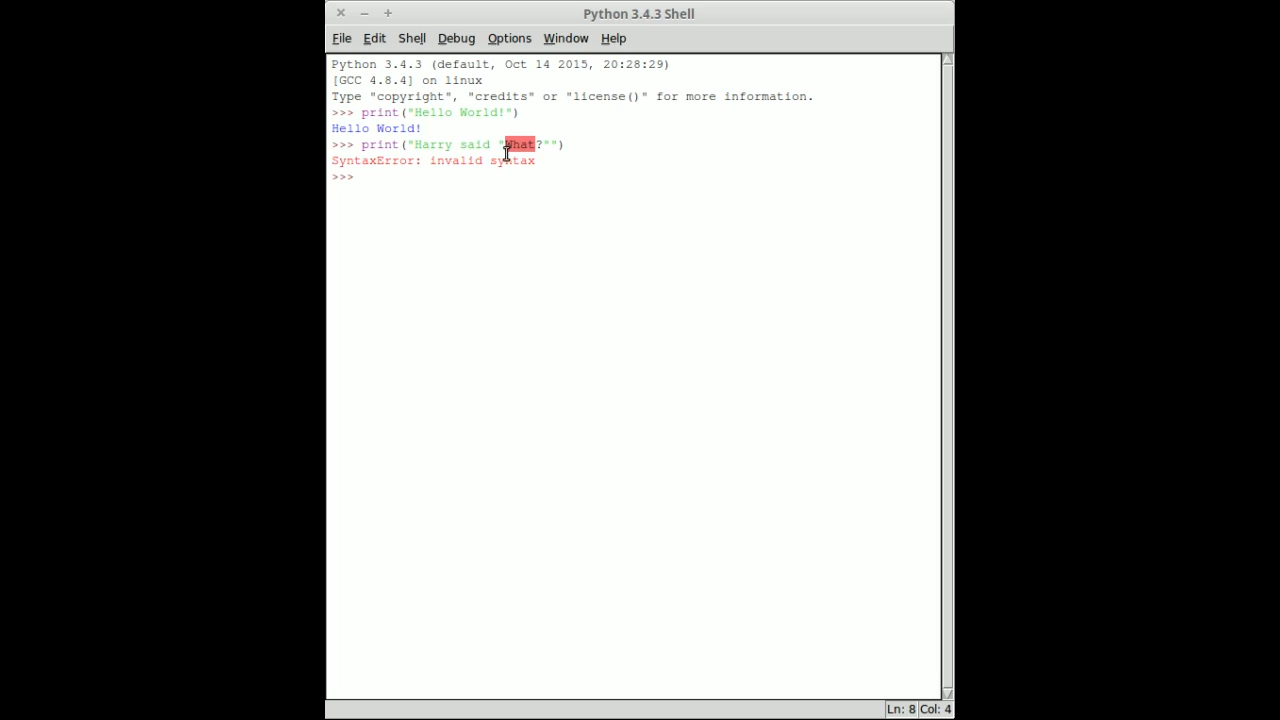 Python 3.4.3 Shell
File Edit Shell Debug Options Window Help
Python 3.4.3 (default, Oct 14 2015, 20:28:29)
[GCC 4.8.4] on linux
Type "copyright", "credits" or "license()" for more information.
>>> print("Hello World!")
Hello World!
>>> print("Harry said "What?"")
SyntaxError: invalid syntax
>>>
Ln: 8 Col: 4